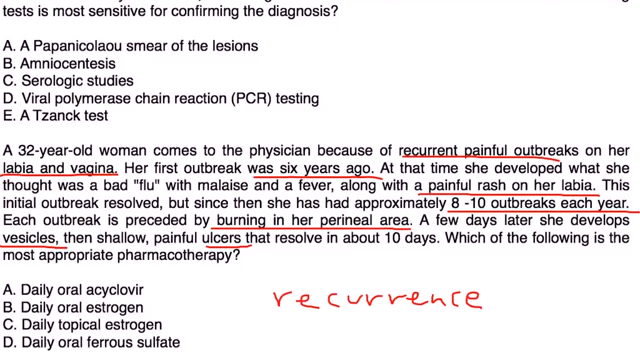 tests is most sensitive for confirming the diagnosis?
A. A Papanicolaou smear of the lesions
B. Amniocentesis
C. Serologic studies
D. Viral polymerase chain reaction (PCR) testing
E. A Tzanck test
A 32-year-old woman comes to the physician because of recurrent painful outbreaks on her
labia and vagina. Her first outbreak was six years ago. At that time she developed what she
thought was a bad "flu" with malaise and a fever, along with a painful rash on her labia. This
initial outbreak resolved, but since then she has had approximately 8 -10 outbreaks each year.
Each outbreak is preceded by burning in her perineal area. A few days later she develops
vesicles, then shallow, painful ulcers that resolve in about 10 days. Which of the following is the
most appropriate pharmacotherapy?
A. Daily oral acyclovir
B. Daily oral estrogen
C. Daily topical estrogen
D. Daily oral ferrous sulfate
recurrence